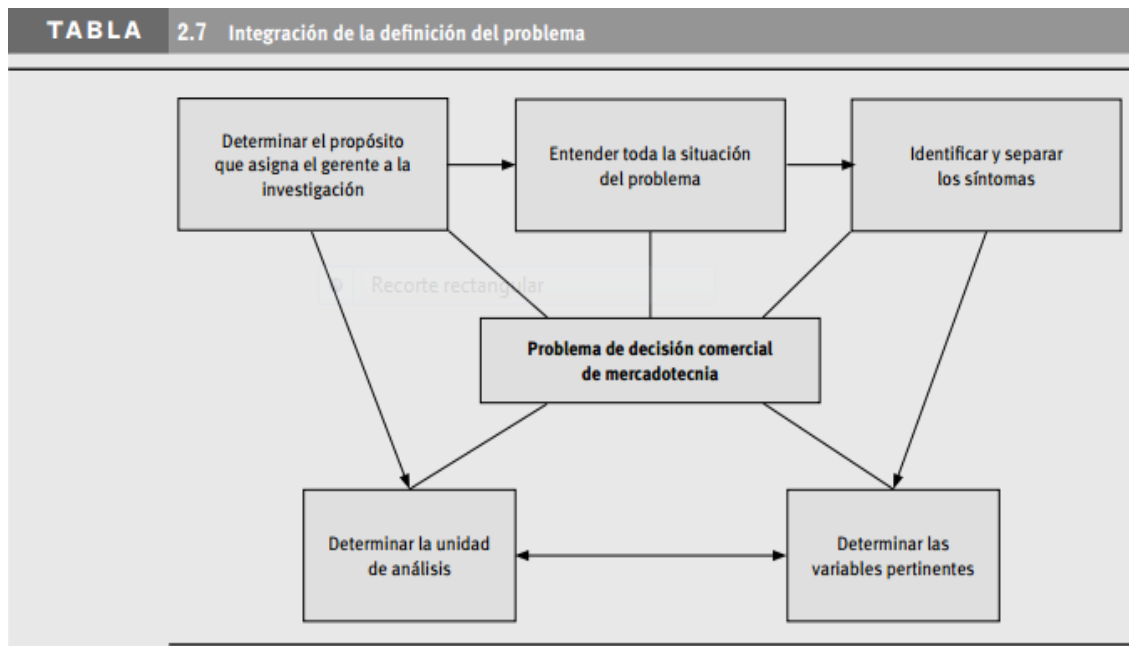 TABLA 2.7 Integración de la definición del problema
Determinar el propósito
que asigna el gerente a la
investigación
Entender toda la situación
del problema
Identificar y separar
los síntomas
Recorte rectangular
Problema de decisión comercial
de mercadotecnia
Determinar la unidad
de análisis
Determinar las
variables pertinentes